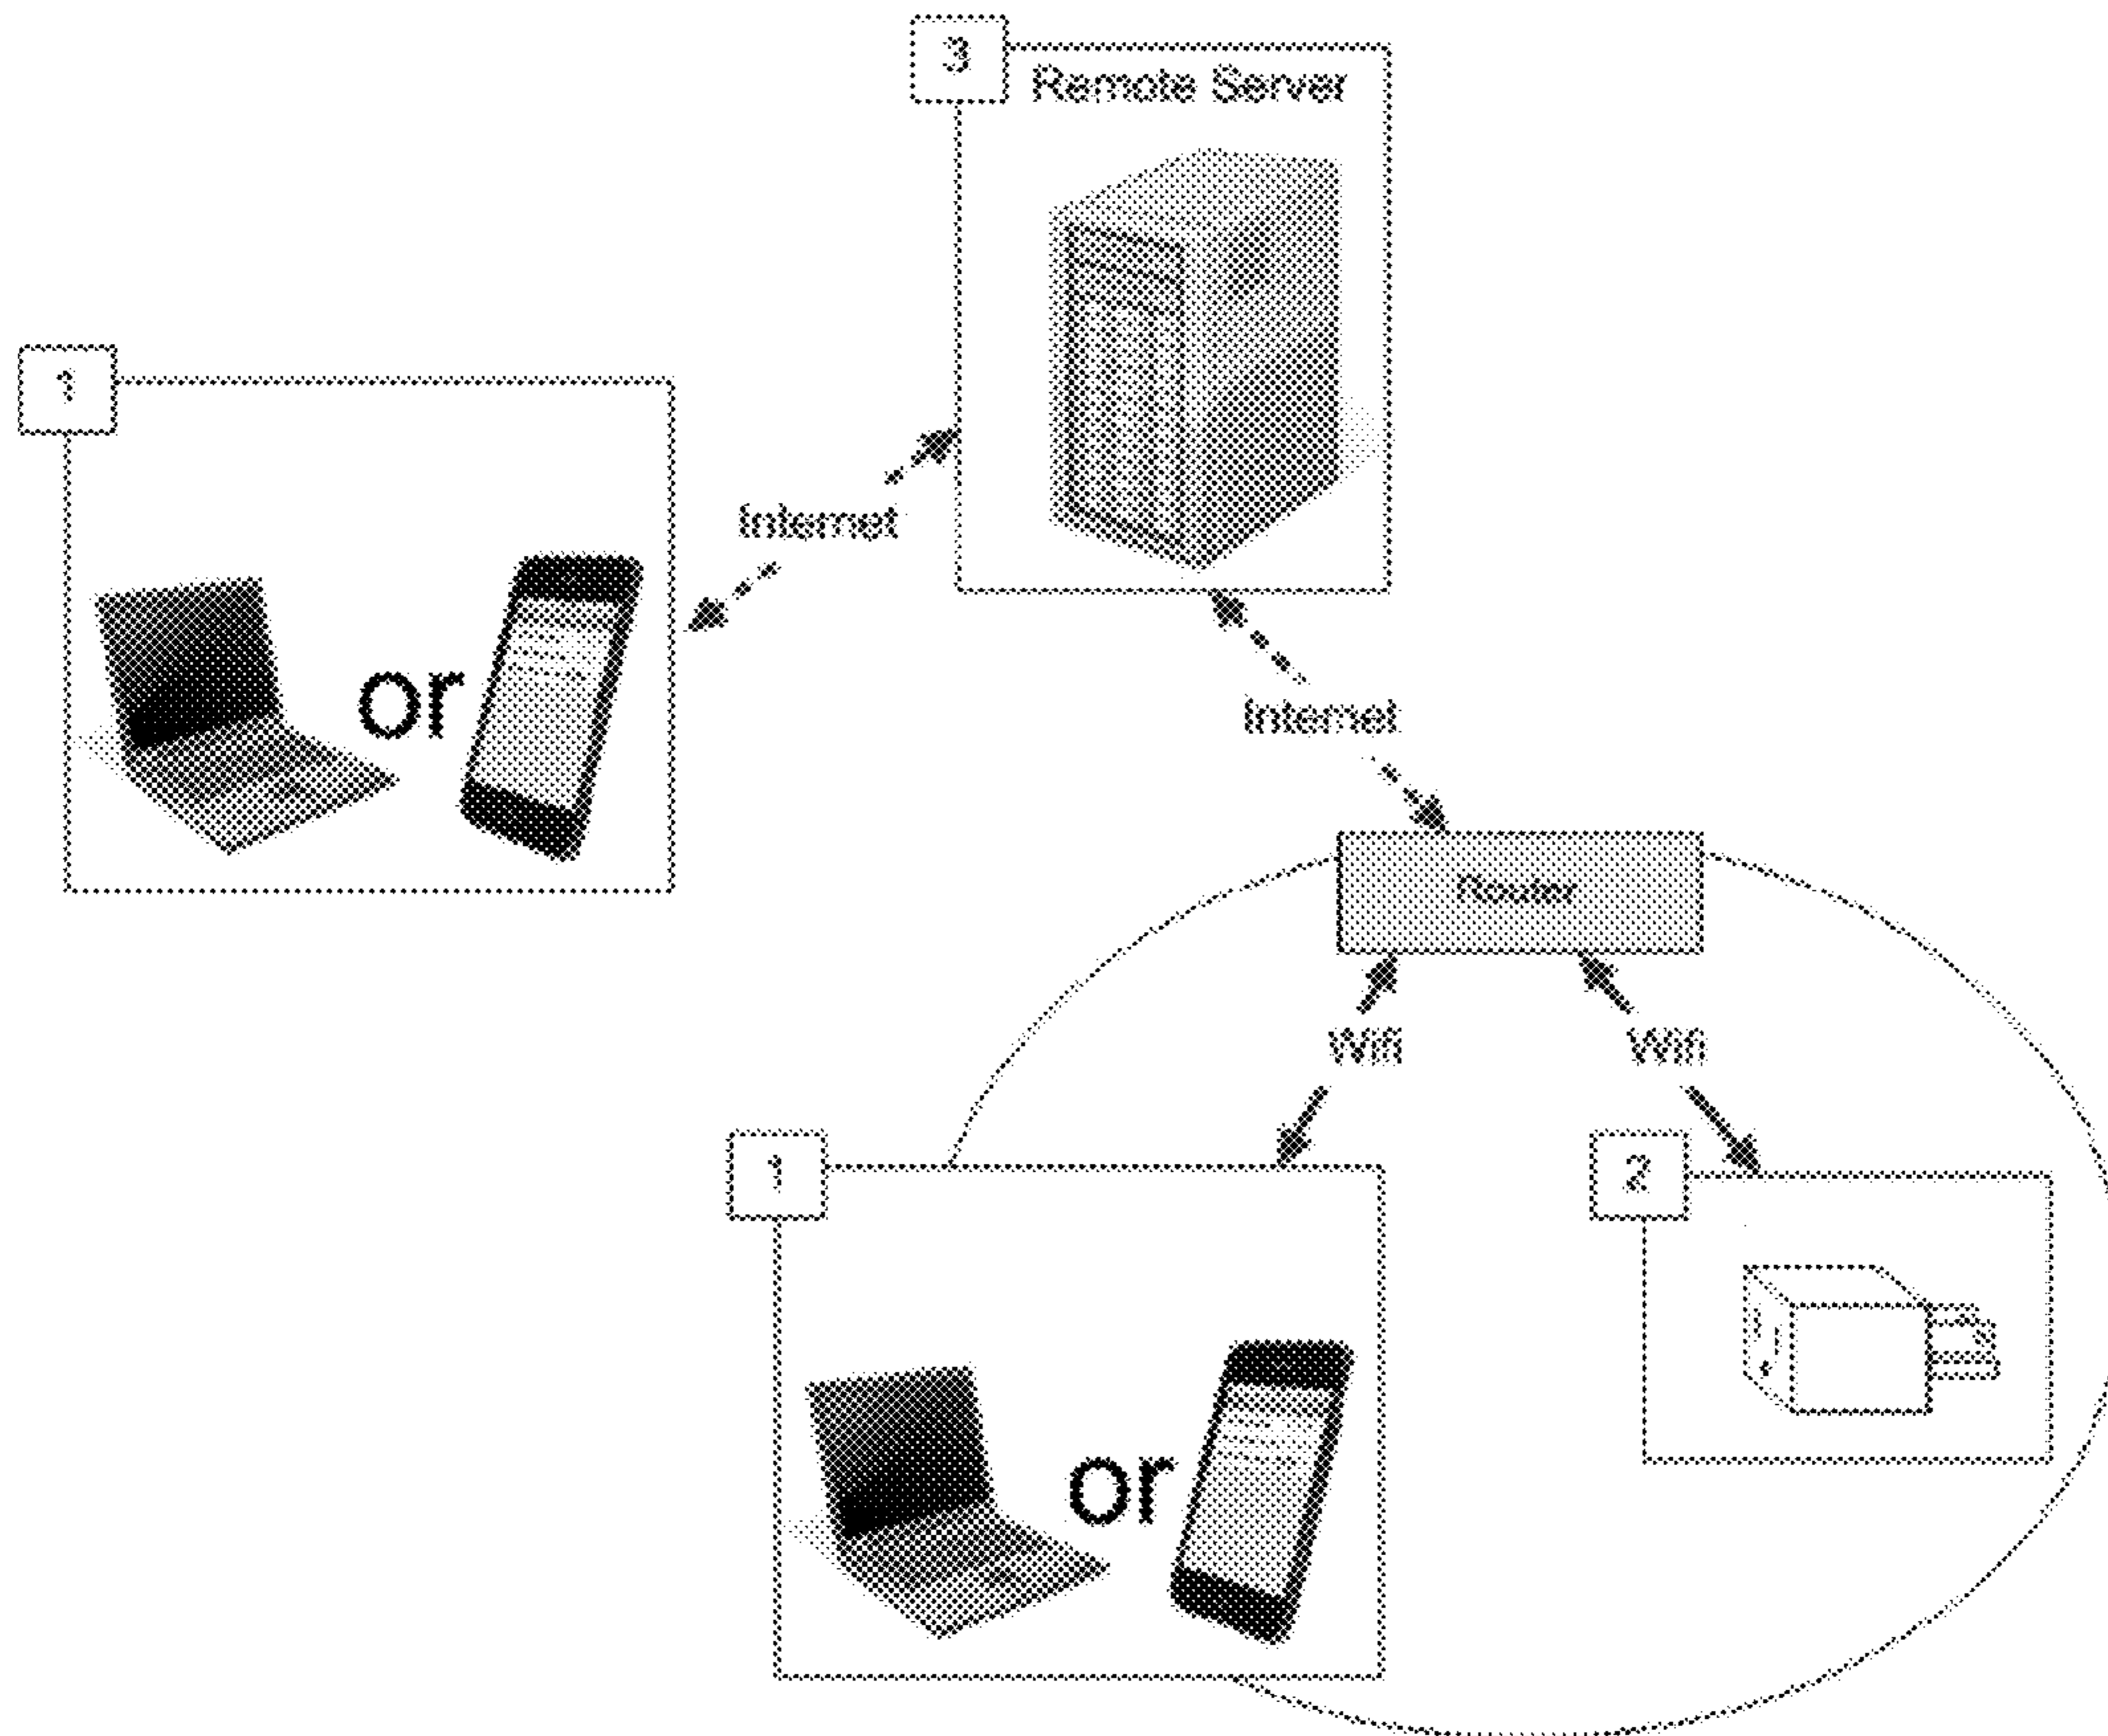 3
Remote Server
1
Internet
or
Internet
Router
Wifi
Wifi
1
2
or